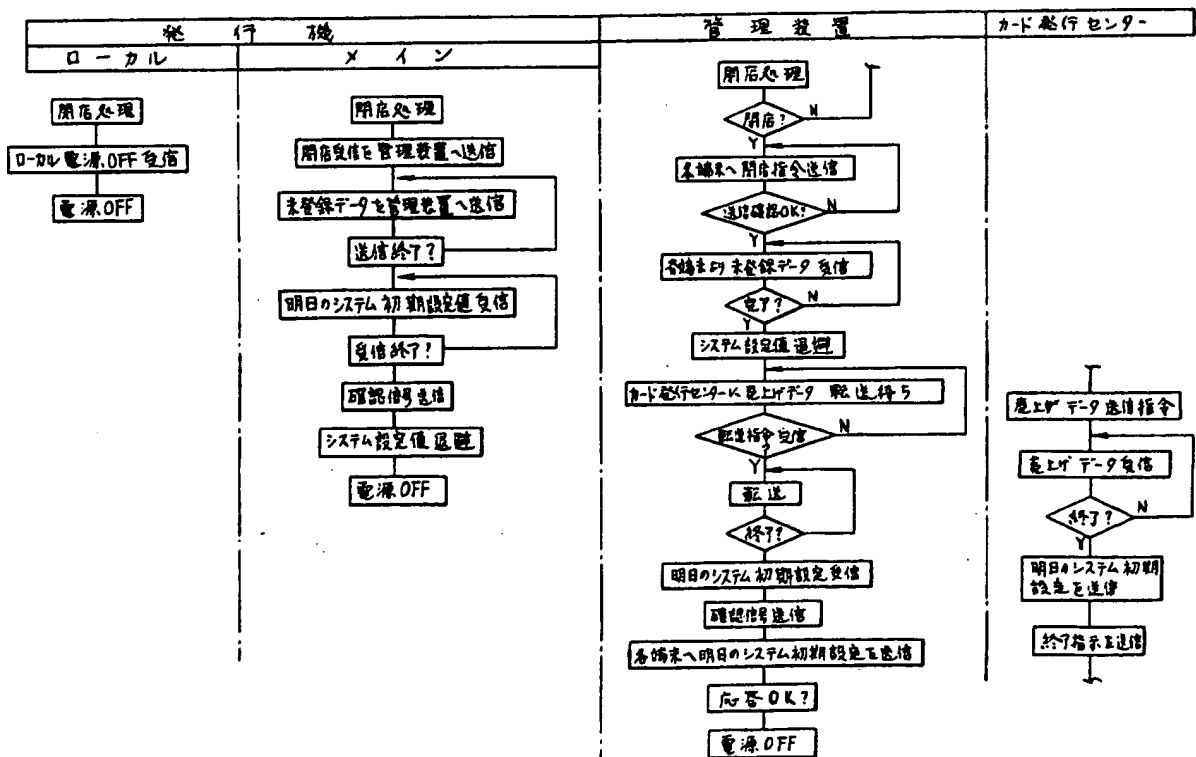 発行機
管理装置
カード発行センター
ローカル
メイン
閉店処理
ローカル電源OFF受信
電源OFF
閉店処理
閉店受信を管理装置へ送信
未登録データを管理装置へ送信
送信終了?
明日のシステム初期設定値受信
受信終了?
確認信号送信
システム設定値退避
電源OFF
閉店処理
閉店?
N
Y
各端末へ閉店指令送信
送信確認OK?
N
Y
各端末より未登録データ受信
完了?
N
Y
システム設定値退避
カード発行センターに売上げデータ転送待ち
転送指令受信
?
N
Y
転送
終了?
明日のシステム初期設定受信
確認信号送信
各端末へ明日のシステム初期設定を送信
応答OK?
電源OFF
売上げデータ送信指令
売上げデータ受信
終了?
N
Y
明日のシステム初期
設定を送信
終了指示を送信